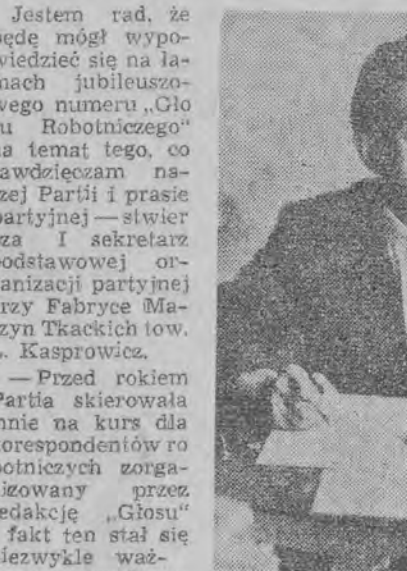 Jestem rad, że
będę mógł wypo-
wiedzieć się na ła-
mach jubileuszo-
wego numeru „Gło
su Robotniczego"
na temat tego, co
zawdzięczam na-
szej Partii i prasie
partyjnej — stwier
dza I sekretarz
podstawowej or-
ganizacji partyjnej
przy Fabryce Ma-
szyn Tkackich tow.
Kasprowicz.
— Przed rokiem
Partia skierowała
mnie na kurs dla
korespondentów ro
botniczych zorga-
nizowany przez
redakcję „Głosu"
fakt ten stał się
niezwykle waż-